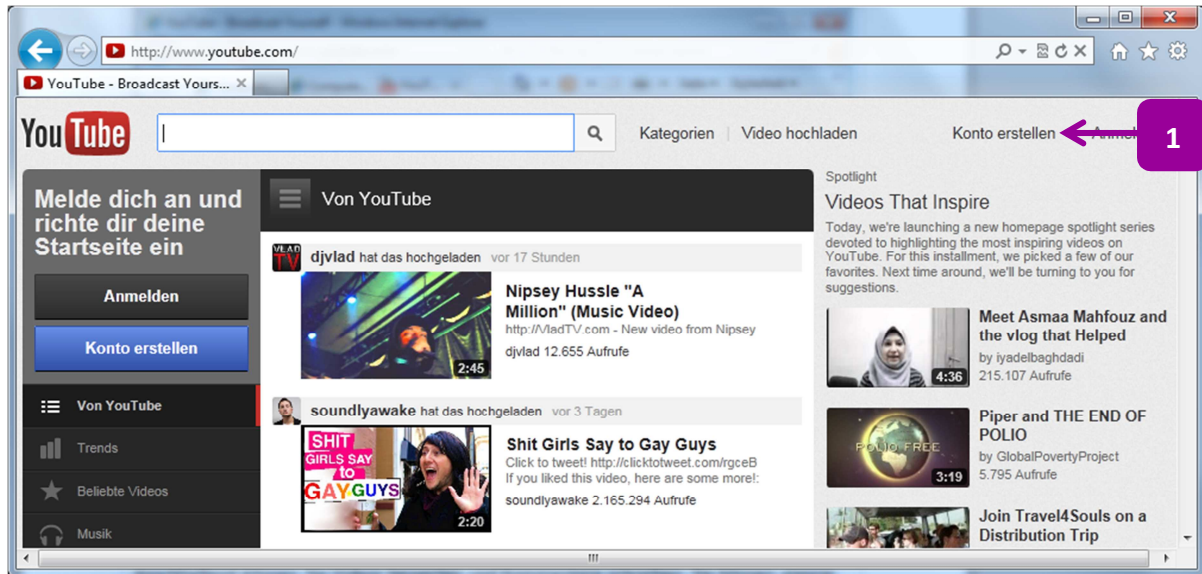 http://www.youtube.com/
YouTube - Broadcast Yours...
You Tube
Kategorien
Video hochladen
Konto erstellen
1
Melde dich an und
richte dir deine
Startseite ein
Anmelden
Konto erstellen
Von YouTube
Trends
Beliebte Videos
Musik
Von YouTube
VLAD
TV
djvlad hat das hochgeladen vor 17 Stunden
Nipsey Hussle "A
Million" (Music Video)
http://VladTV.com - New video from Nipsey
djvlad 12.655 Aufrufe
2:45
soundlyawake hat das hochgeladen vor 3 Tagen
SHIT
GIRLS SAY
to
GAY GUYS
2:20
Shit Girls Say to Gay Guys
Click to tweet! http://clicktotweet.com/rgceB
If you liked this video, here are some more!:
soundlyawake 2.165.294 Aufrufe
Spotlight
Videos That Inspire
Today, we're launching a new homepage spotlight series
devoted to highlighting the most inspiring videos on
YouTube. For this installment, we picked a few of our
favorites. Next time around, we'll be turning to you for
suggestions.
4:36
Meet Asmaa Mahfouz and
the vlog that Helped
by iyadelbaghdadi
215.107 Aufrufe
POLIO FREE
3:19
Piper and THE END OF
POLIO
by GlobalPovertyProject
5.795 Aufrufe
Join Travel4Souls on a
Distribution Trip